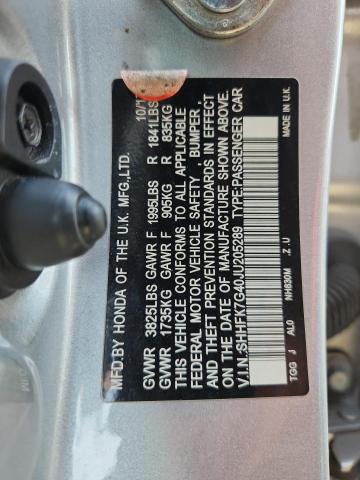 MFD.BY HONDA OF THE U.K. MFG.,LTD. 10/1
GVWR 3825LBS GAWR F 1995LBS R 1841LBS
GVWR 1735KG GAWR F 905KG R 835KG
THIS VEHICLE CONFORMS TO ALL APPLICABLE
FEDERAL MOTOR VEHICLE SAFETY BUMPER,
AND THEFT PREVENTION STANDARDS IN EFFECT
ON THE DATE OF MANUFACTURE SHOWN ABOVE.
V.I.N.:SHHFK7G40JU205289 TYPE:PASSENGER CAR
TGG J AL0 NH830M .Z .U MADE IN U.K.